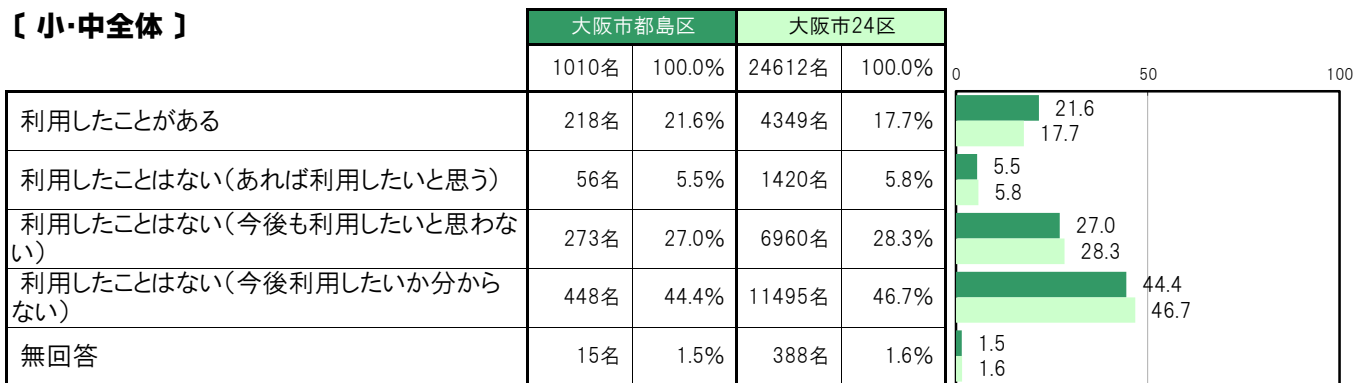 〔 小・中全体 〕
大阪市都島区 大阪市24区
1010名 100.0% 24612名 100.0%
0 50 100
利用したことがある 218名 21.6% 4349名 17.7%
21.6
17.7
利用したことはない（あれば利用したいと思う） 56名 5.5% 1420名 5.8%
5.5
5.8
利用したことはない（今後も利用したいと思わな
い） 273名 27.0% 6960名 28.3%
27.0
28.3
利用したことはない（今後利用したいか分から
ない） 448名 44.4% 11495名 46.7%
44.4
46.7
無回答 15名 1.5% 388名 1.6%
1.5
1.6